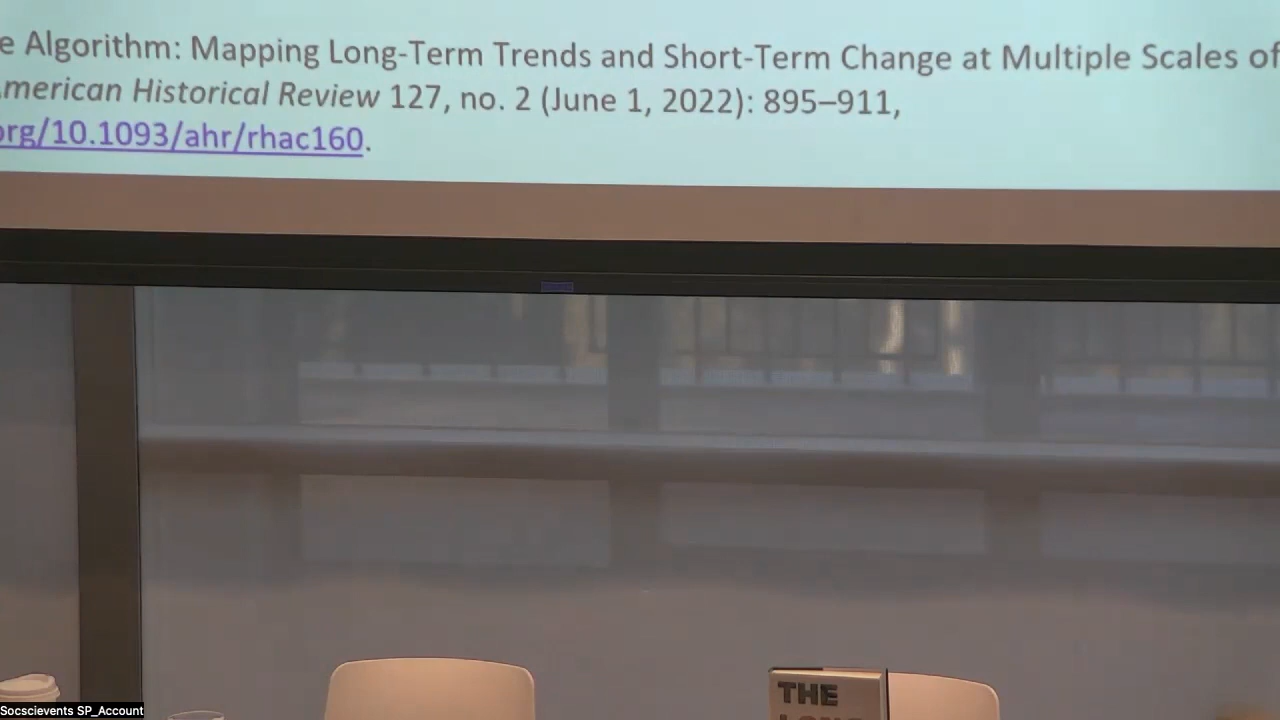 e Algorithm: Mapping Long-Term Trends and Short-Term Change at Multiple Scales of
merican Historical Review 127, no. 2 (June 1, 2022): 895–911,
org/10.1093/ahr/rhac160.
THE
Socscievents SP_Account